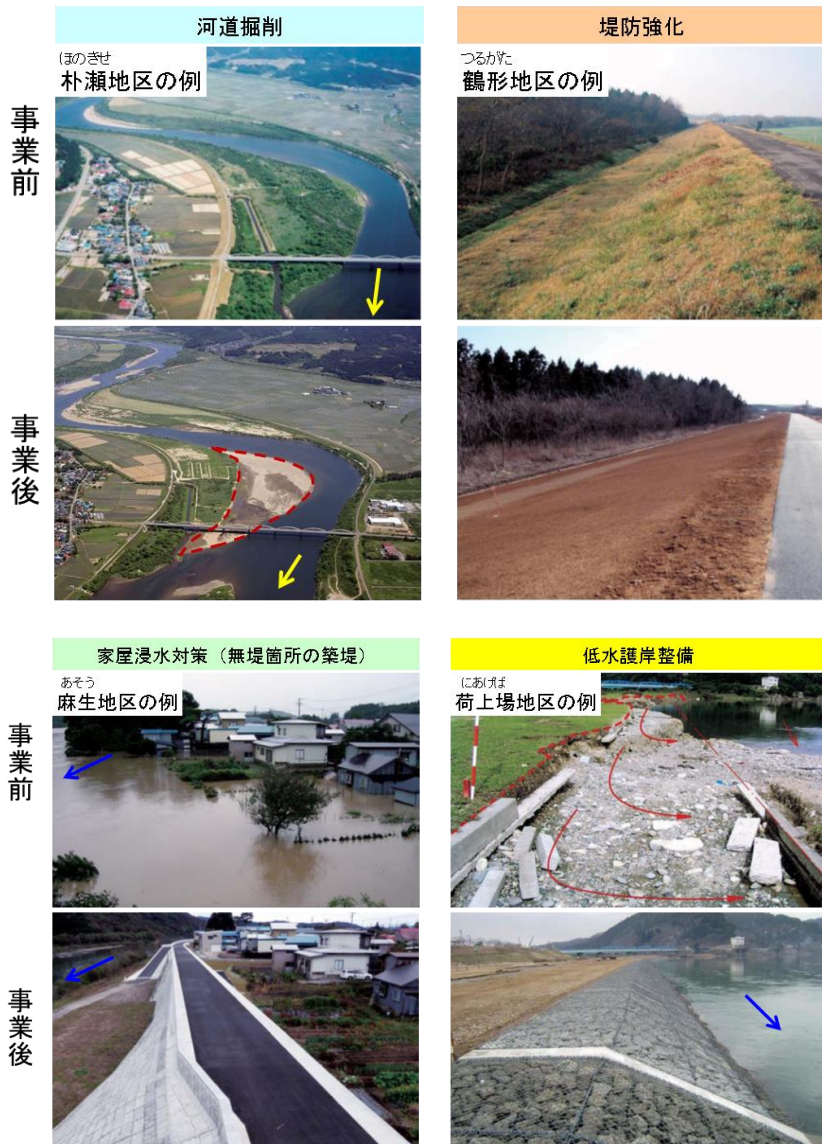 河道掘削
堤防強化
ほのきせ
朴瀬地区の例
つるがた
鶴形地区の例
事業前
事業後
家屋浸水対策（無堤箇所の築堤）
低水護岸整備
あそう
麻生地区の例
にあげば
荷上場地区の例
事業前
事業後